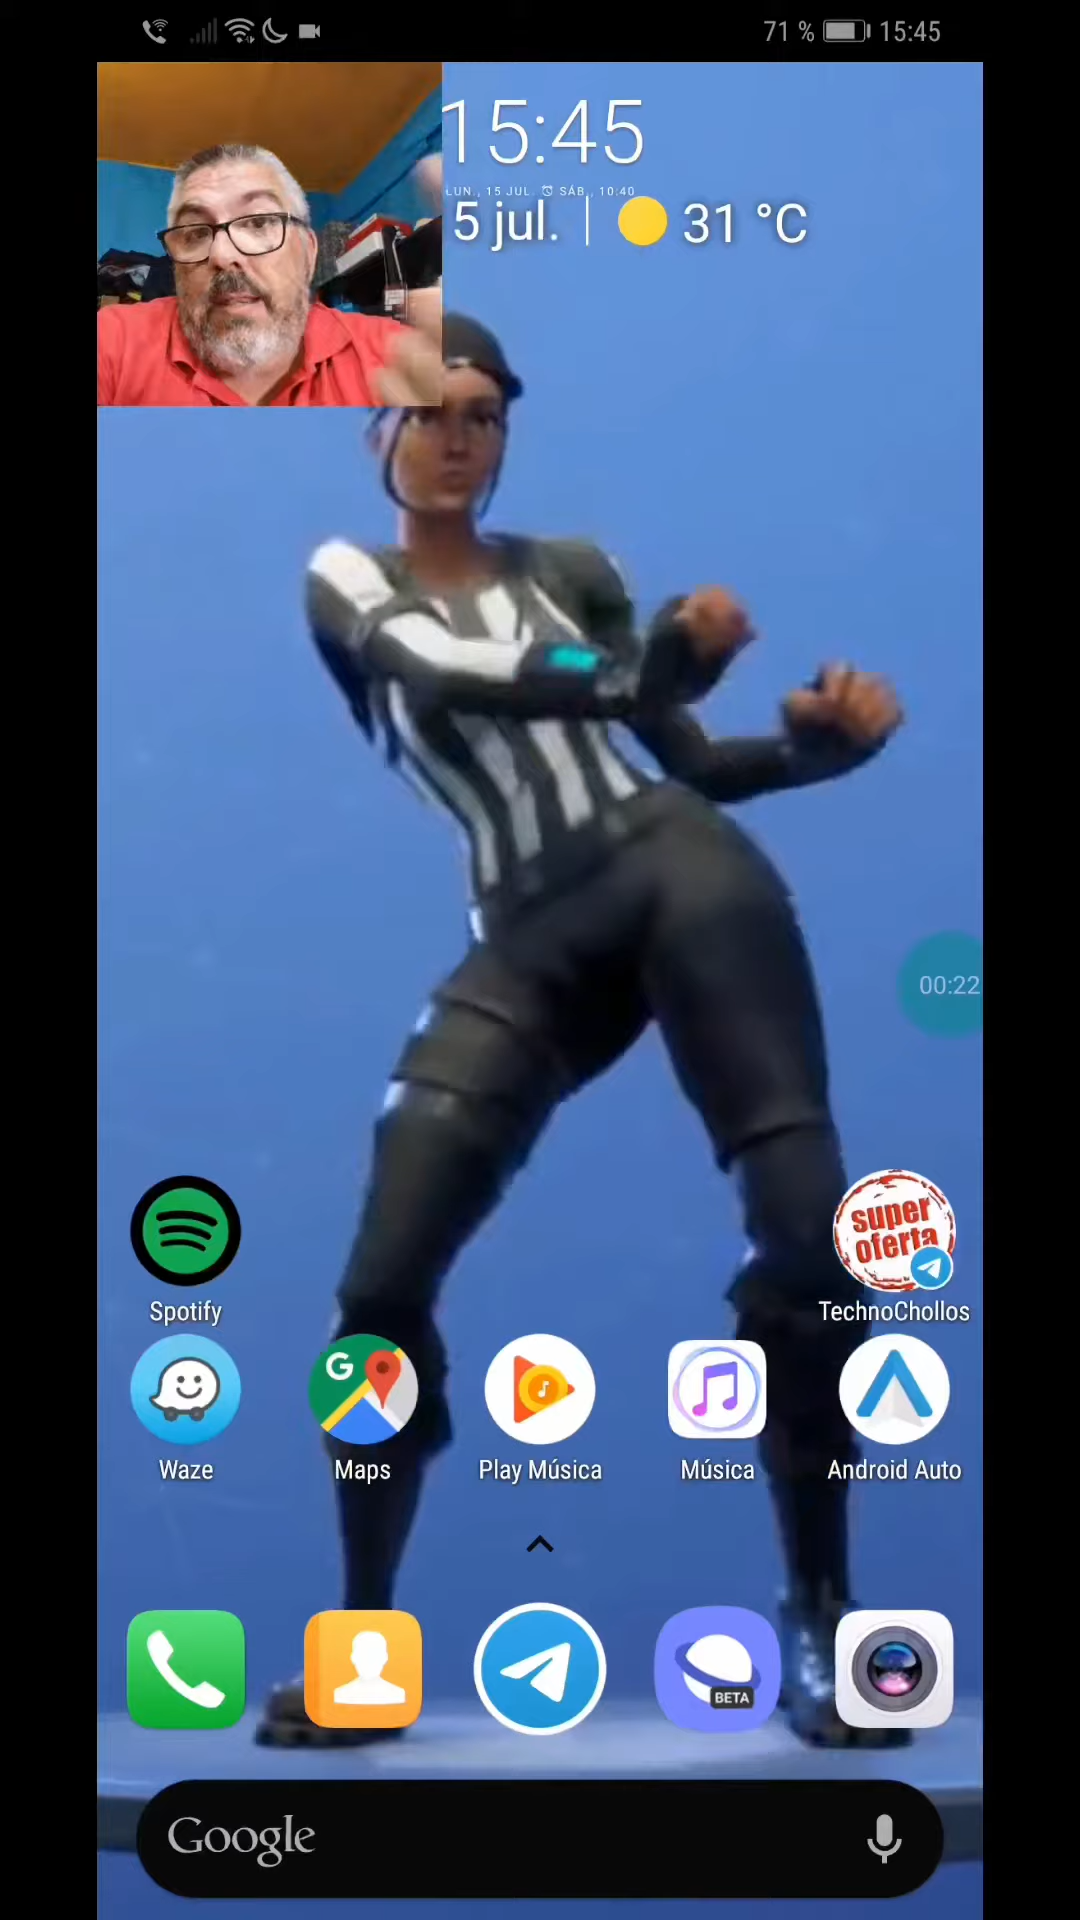 71 % 15:45
15:45
LUN., 15 JUL. SÁB., 10:40
5 jul. | 31 °C
00:22
super
oferta
Spotify TechnoChollos
G
Waze Maps Play Música Música Android Auto
BETA
Google